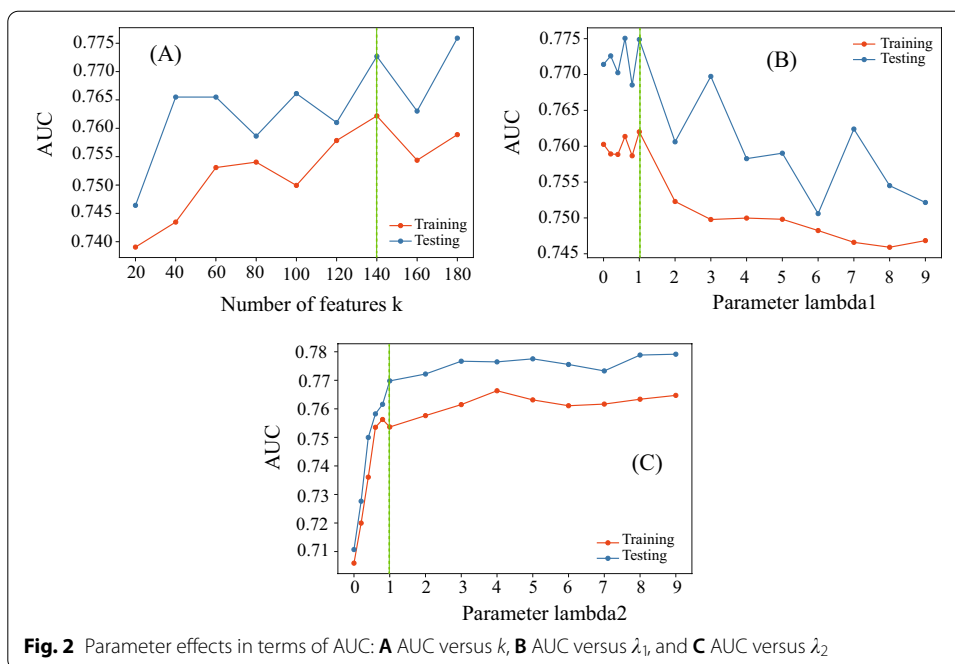 (A)
AUC
0.775
0.770
0.765
0.760
0.755
0.750
0.745
0.740
20 40 60 80 100 120 140 160 180
Number of features k
Training
Testing
(B)
AUC
0.775
0.770
0.765
0.760
0.755
0.750
0.745
0 1 2 3 4 5 6 7 8 9
Parameter lambda1
Training
Testing
(C)
AUC
0.78
0.77
0.76
0.75
0.74
0.73
0.72
0.71
0 1 2 3 4 5 6 7 8 9
Parameter lambda2
Training
Testing
Fig. 2 Parameter effects in terms of AUC: A AUC versus k, B AUC versus λ1, and C AUC versus λ2